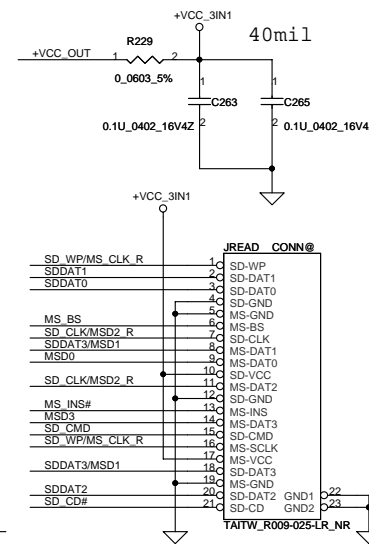 +VCC_3IN1
40mil
R229
+VCC_OUT 1 2
0_0603_5%
1 1
C263 C265
2 2
0.1U_0402_16V4Z 0.1U_0402_16V4
+VCC_3IN1
JREAD CONN@
SD_WP/MS_CLK_R 1 SD-WP
SDDAT1 2 SD-DAT1
SDDAT0 3 SD-DAT0
4 SD-GND
5 MS-GND
MS_BS 6 MS-BS
SD_CLK/MSD2_R 7 SD-CLK
SDDAT3/MSD1 8 MS-DAT1
MSD0 9 MS-DAT0
10 SD-VCC
SD_CLK/MSD2_R 11 MS-DAT2
12 SD-GND
MS_INS# 13 MS-INS
MSD3 14 MS-DAT3
SD_CMD 15 SD-CMD
SD_WP/MS_CLK_R 16 MS-SCLK
17 MS-VCC
SDDAT3/MSD1 18 SD-DAT3
19 MS-GND
SDDAT2 20 SD-DAT2 GND1 22
SD_CD# 21 SD-CD GND2 23
TAITW_R009-025-LR_NR